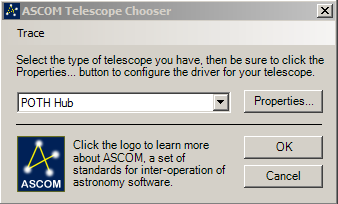 ASCOM Telescope Chooser
Trace
Select the type of telescope you have, then be sure to click the
Properties... button to configure the driver for your telescope.
POTH Hub
Properties...
Click the logo to learn more
about ASCOM, a set of
standards for inter-operation of
astronomy software.
ASCOM
OK
Cancel